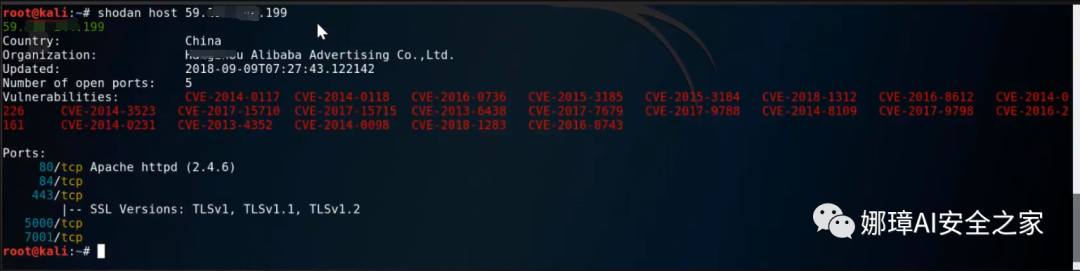 root@kali:~# shodan host 59. .199
59. .199
Country: China
Organization: Alibaba Advertising Co.,Ltd.
Updated: 2018-09-09T07:27:43.122142
Number of open ports: 5
Vulnerabilities: CVE-2014-0117 CVE-2014-0118 CVE-2016-0736 CVE-2015-3185 CVE-2015-3184 CVE-2018-1312 CVE-2016-8612 CVE-2014-0
226 CVE-2014-3523 CVE-2017-15710 CVE-2017-15715 CVE-2013-6438 CVE-2017-7679 CVE-2017-9788 CVE-2014-8109 CVE-2017-9798 CVE-2016-2
161 CVE-2014-0231 CVE-2013-4352 CVE-2014-0098 CVE-2018-1283 CVE-2016-8743
Ports:
80/tcp Apache httpd (2.4.6)
84/tcp
443/tcp
|-- SSL Versions: TLSv1, TLSv1.1, TLSv1.2
5000/tcp
7001/tcp
root@kali:~#
娜璋AI安全之家